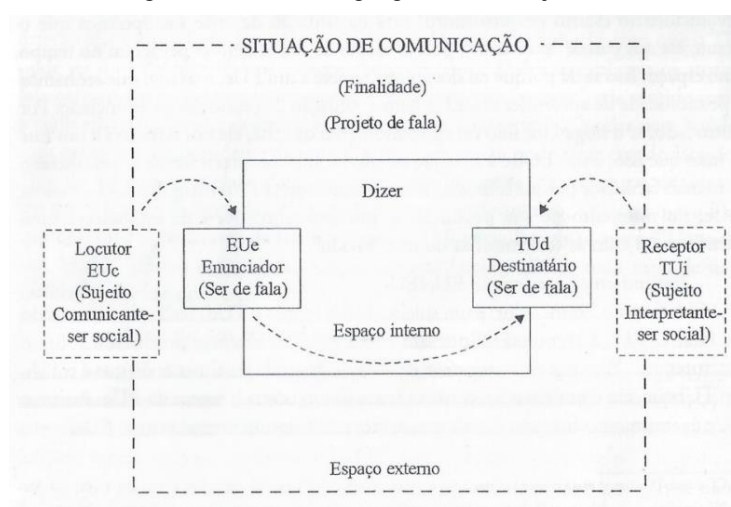 SITUAÇÃO DE COMUNICAÇÃO
(Finalidade)
(Projeto de fala)
Dizer
Locutor
EUc
(Sujeito
Comunicante-
ser social)
EUe
Enunciador
(Ser de fala)
TUd
Destinatário
(Ser de fala)
Receptor
TUi
(Sujeito
Interpretante-
ser social)
Espaço interno
Espaço externo